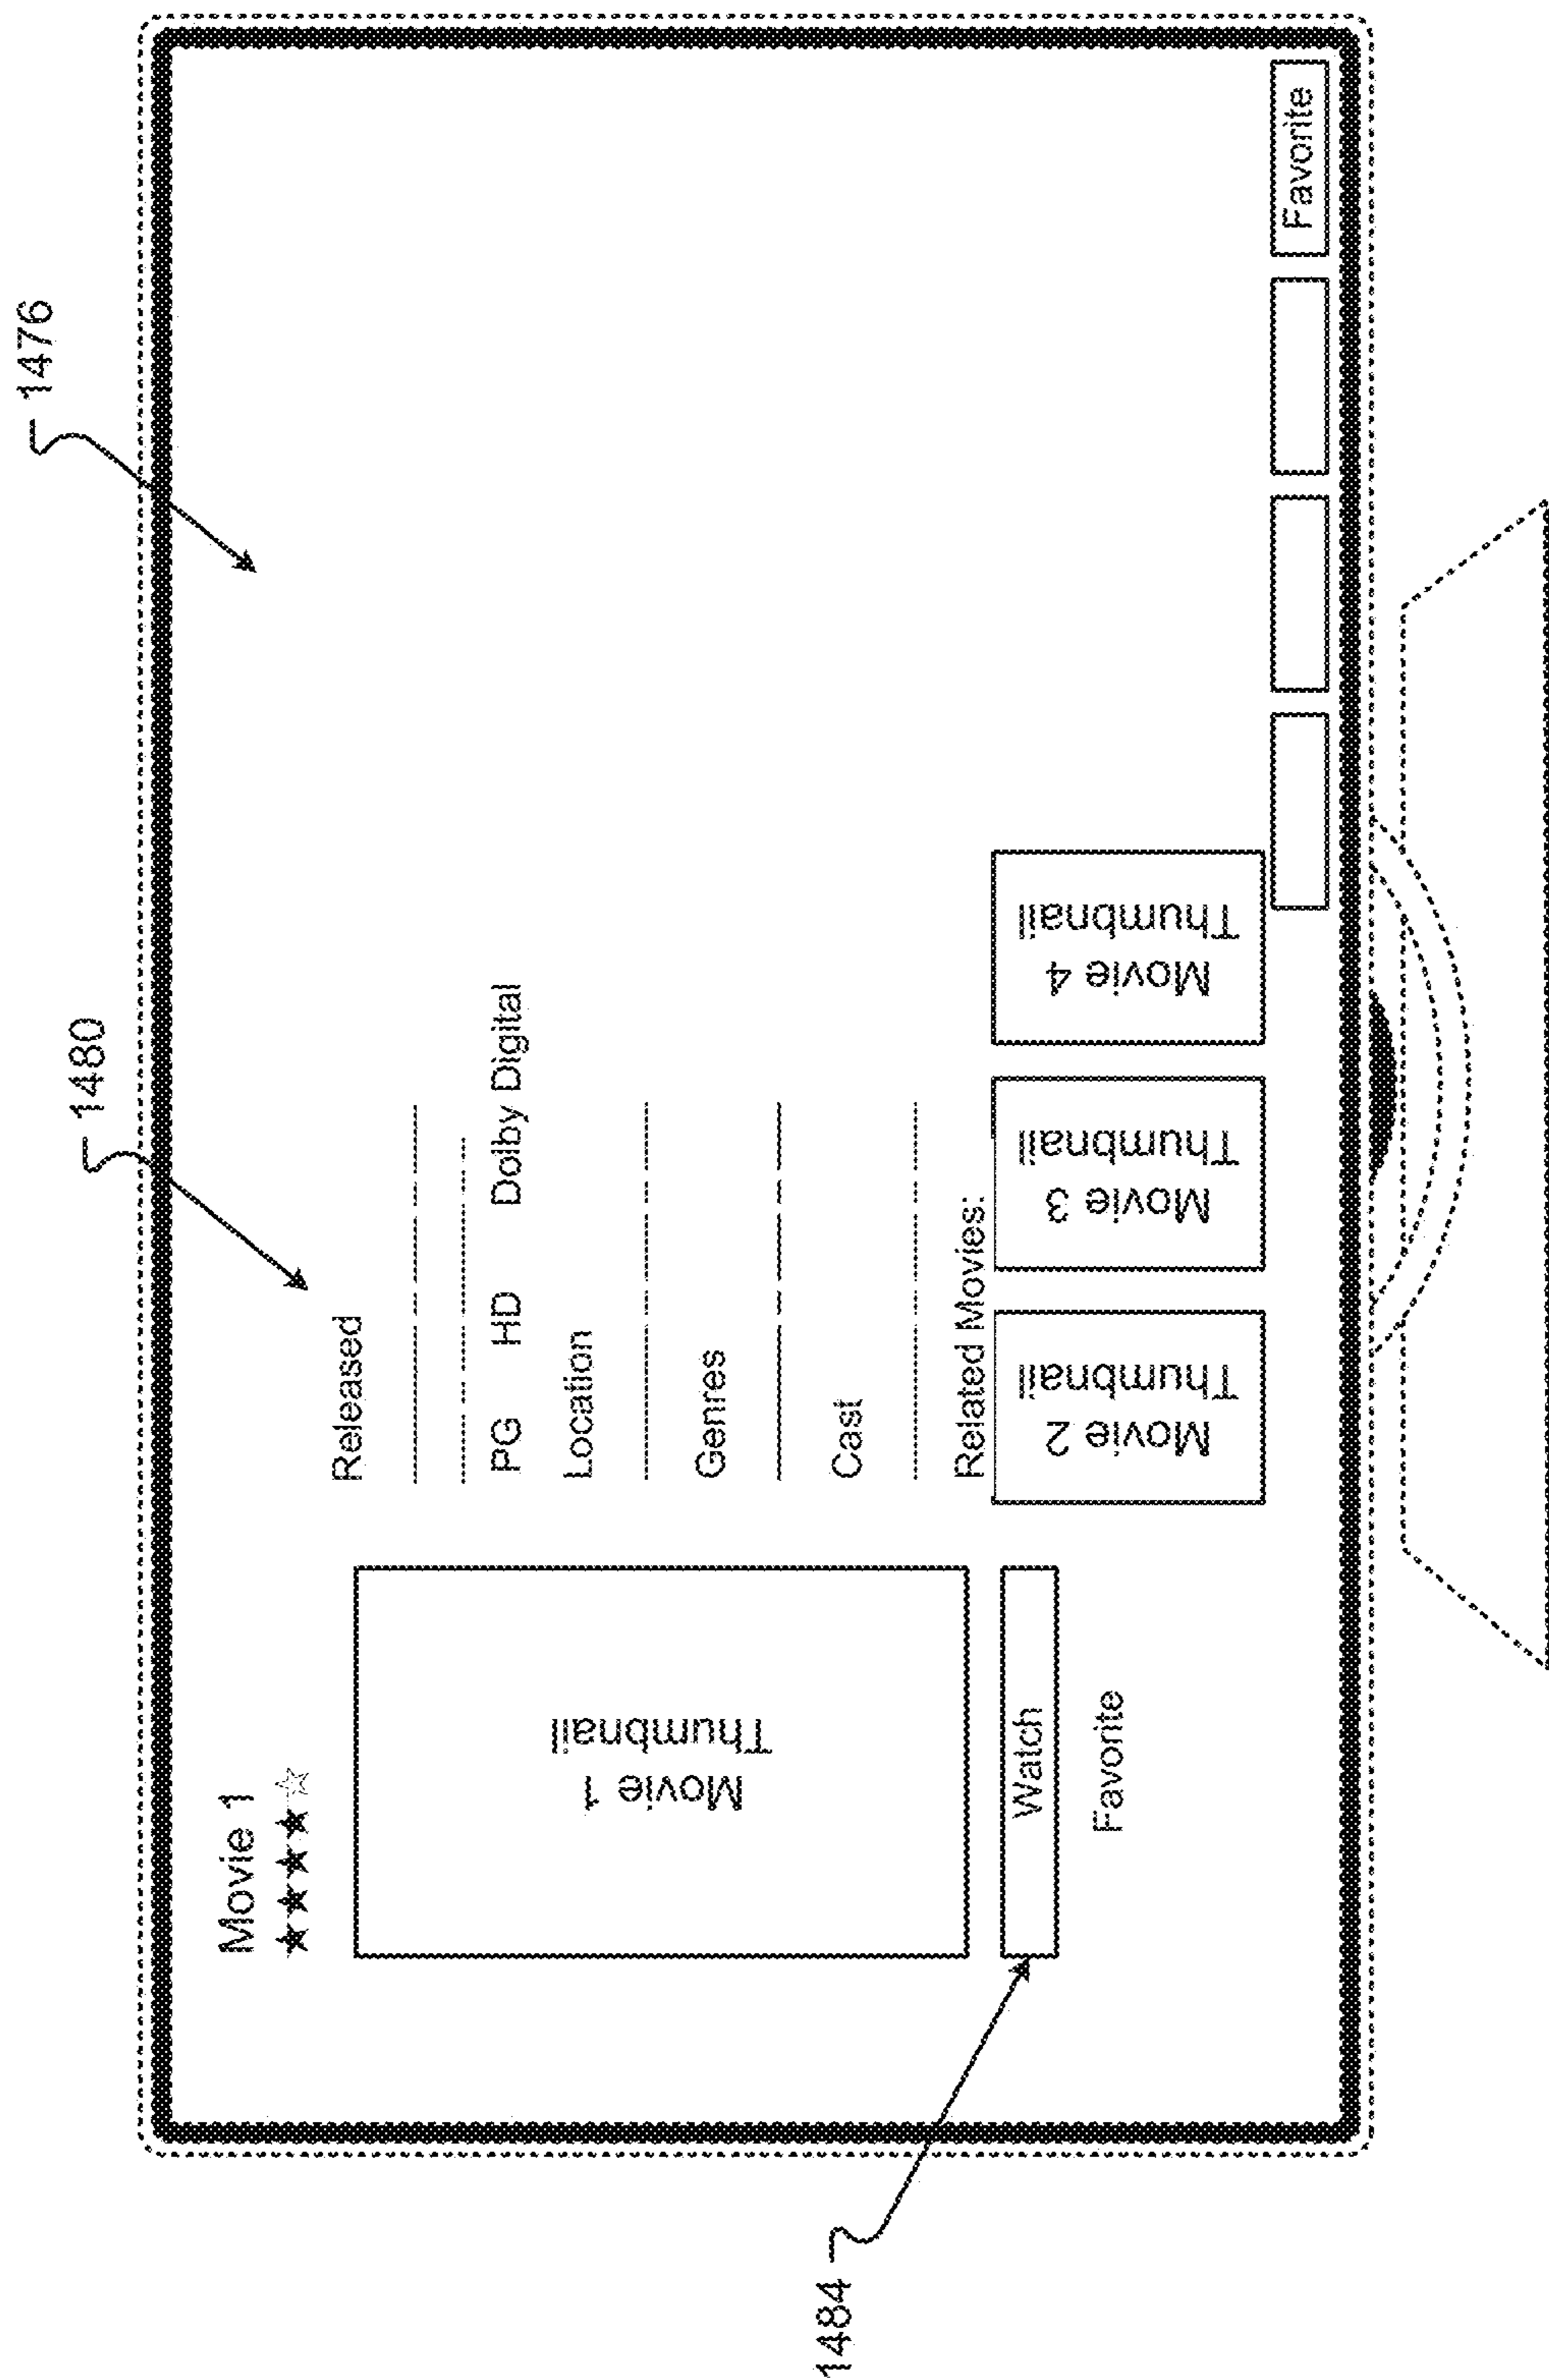 1476
1480
Movie 1
★★★★☆
Released
Movie 1
Thumbnail
PG HD Dolby Digital
Location
Genres
Cast
Related Movies:
1484
Watch
Favorite
Movie 2
Thumbnail
Movie 3
Thumbnail
Movie 4
Thumbnail
Favorite